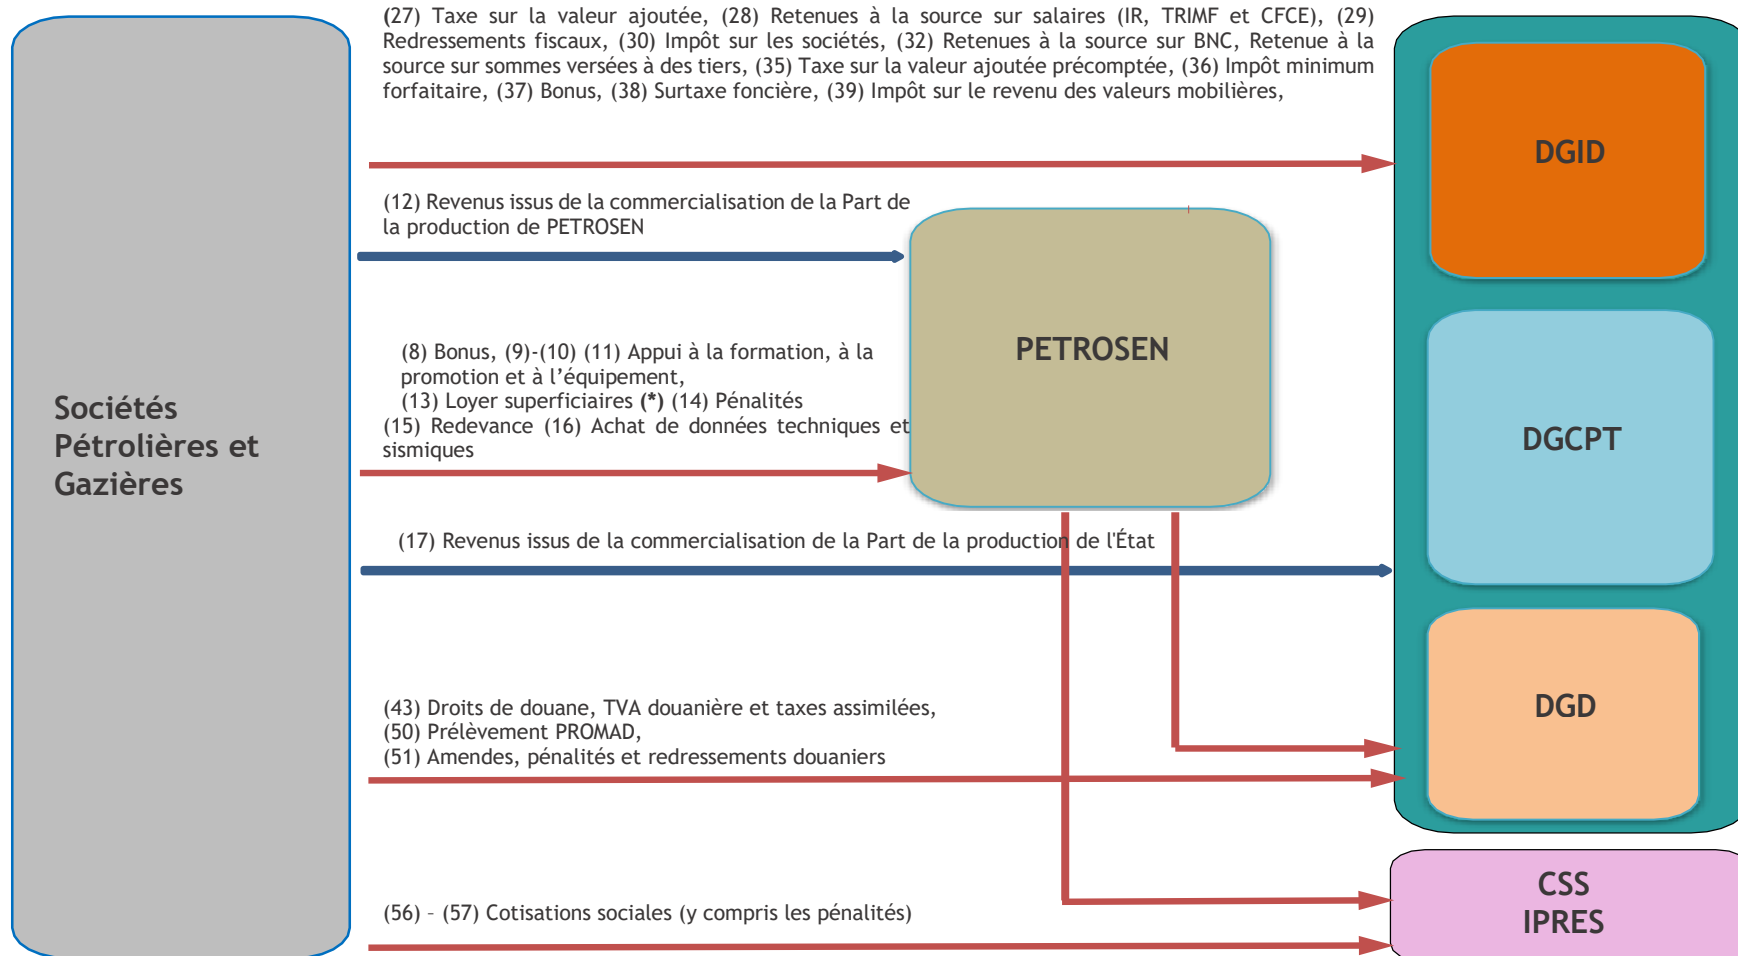 (27) Taxe sur la valeur ajoutée, (28) Retenues à la source sur salaires (IR, TRIMF et CFCE), (29)
Redressements fiscaux, (30) Impôt sur les sociétés, (32) Retenues à la source sur BNC, Retenue à la
source sur sommes versées à des tiers, (35) Taxe sur la valeur ajoutée précomptée, (36) Impôt minimum
forfaitaire, (37) Bonus, (38) Surtaxe foncière, (39) Impôt sur le revenu des valeurs mobilières,
DGID
(12) Revenus issus de la commercialisation de la Part de
la production de PETROSEN
PETROSEN
(8) Bonus, (9)-(10) (11) Appui à la formation, à la
promotion et à l’équipement,
(13) Loyer superficiaires (*) (14) Pénalités
(15) Redevance (16) Achat de données techniques et
sismiques
Sociétés
Pétrolières et
Gazières
DGCPT
(17) Revenus issus de la commercialisation de la Part de la production de l'État
(43) Droits de douane, TVA douanière et taxes assimilées,
(50) Prélèvement PROMAD,
(51) Amendes, pénalités et redressements douaniers
DGD
(56) – (57) Cotisations sociales (y compris les pénalités)
CSS
IPRES